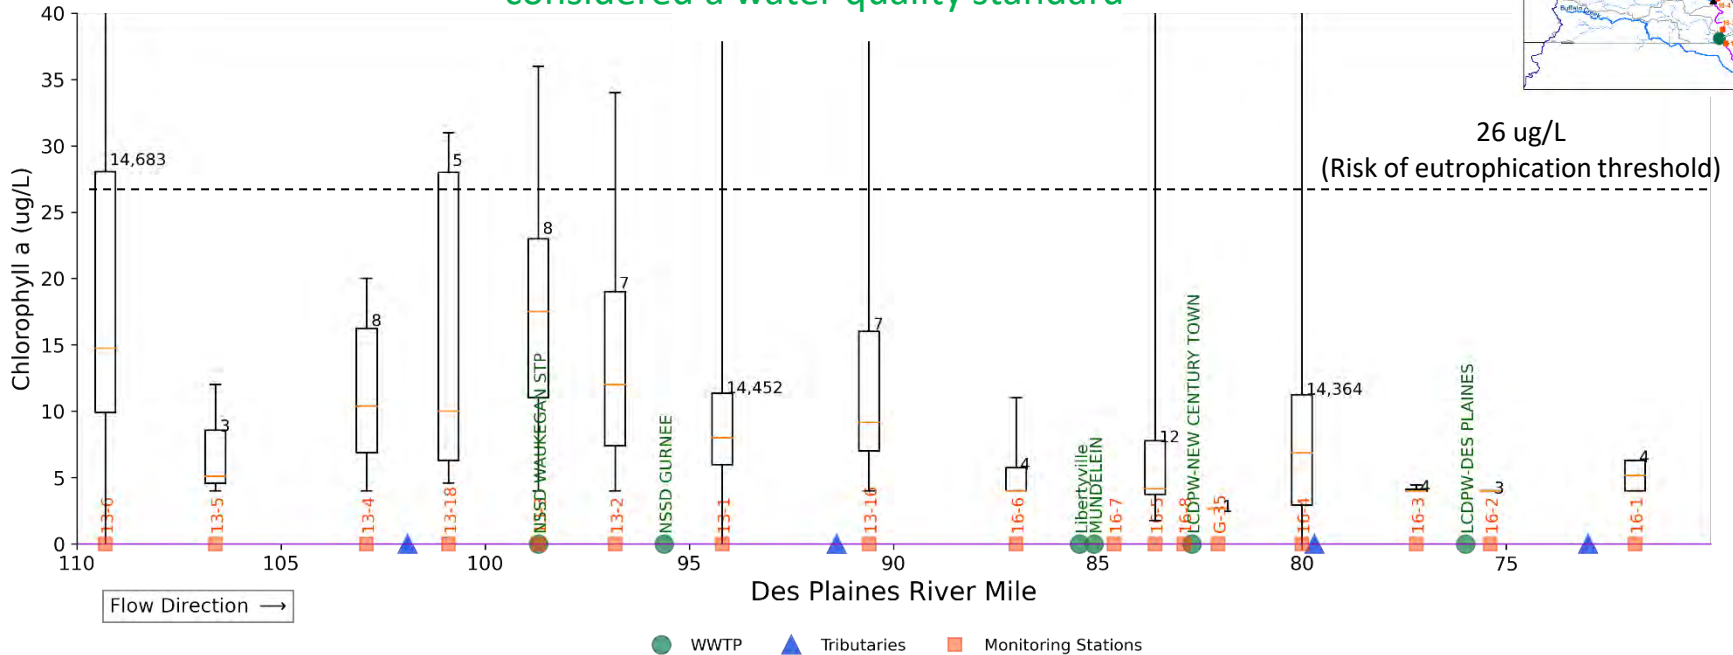 considered a water quality standard
Buffalo Creek
26 ug/L
(Risk of eutrophication threshold)
Chlorophyll a (ug/L)
40
35
30
25
20
15
10
5
0
14,683
3
8
5
8
7
14,452
7
4
12
1
14,364
4
3
4
13-6
13-5
13-4
13-18
NSSD WAUKEGAN STP
13-2
NSSD GURNEE
13-1
13-16
16-6
Libertyville
MUNDELEIN
16-7
16-5
16-8
LCDPW-NEW CENTURY TOWN
G-35
16-4
16-3
LCDPW-DES PLAINES
16-2
16-1
110
105
100
95
90
85
80
75
Des Plaines River Mile
Flow Direction →
WWTP
Tributaries
Monitoring Stations